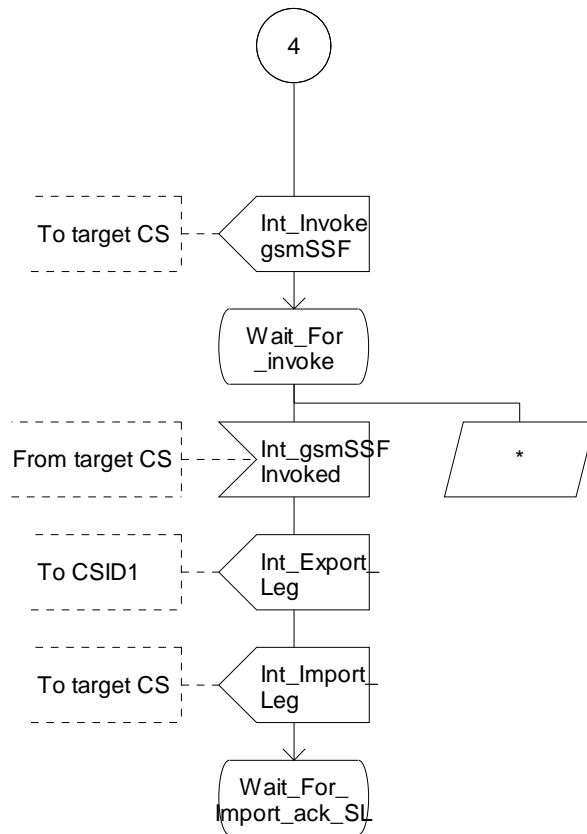 4
To target CS
Int_Invoke
gsmSSF
Wait_For
_invoke
From target CS
Int_gsmSSF
Invoked
*
To CSID1
Int_Export_
Leg
To target CS
Int_Import_
Leg
Wait_For_
Import_ack_SL